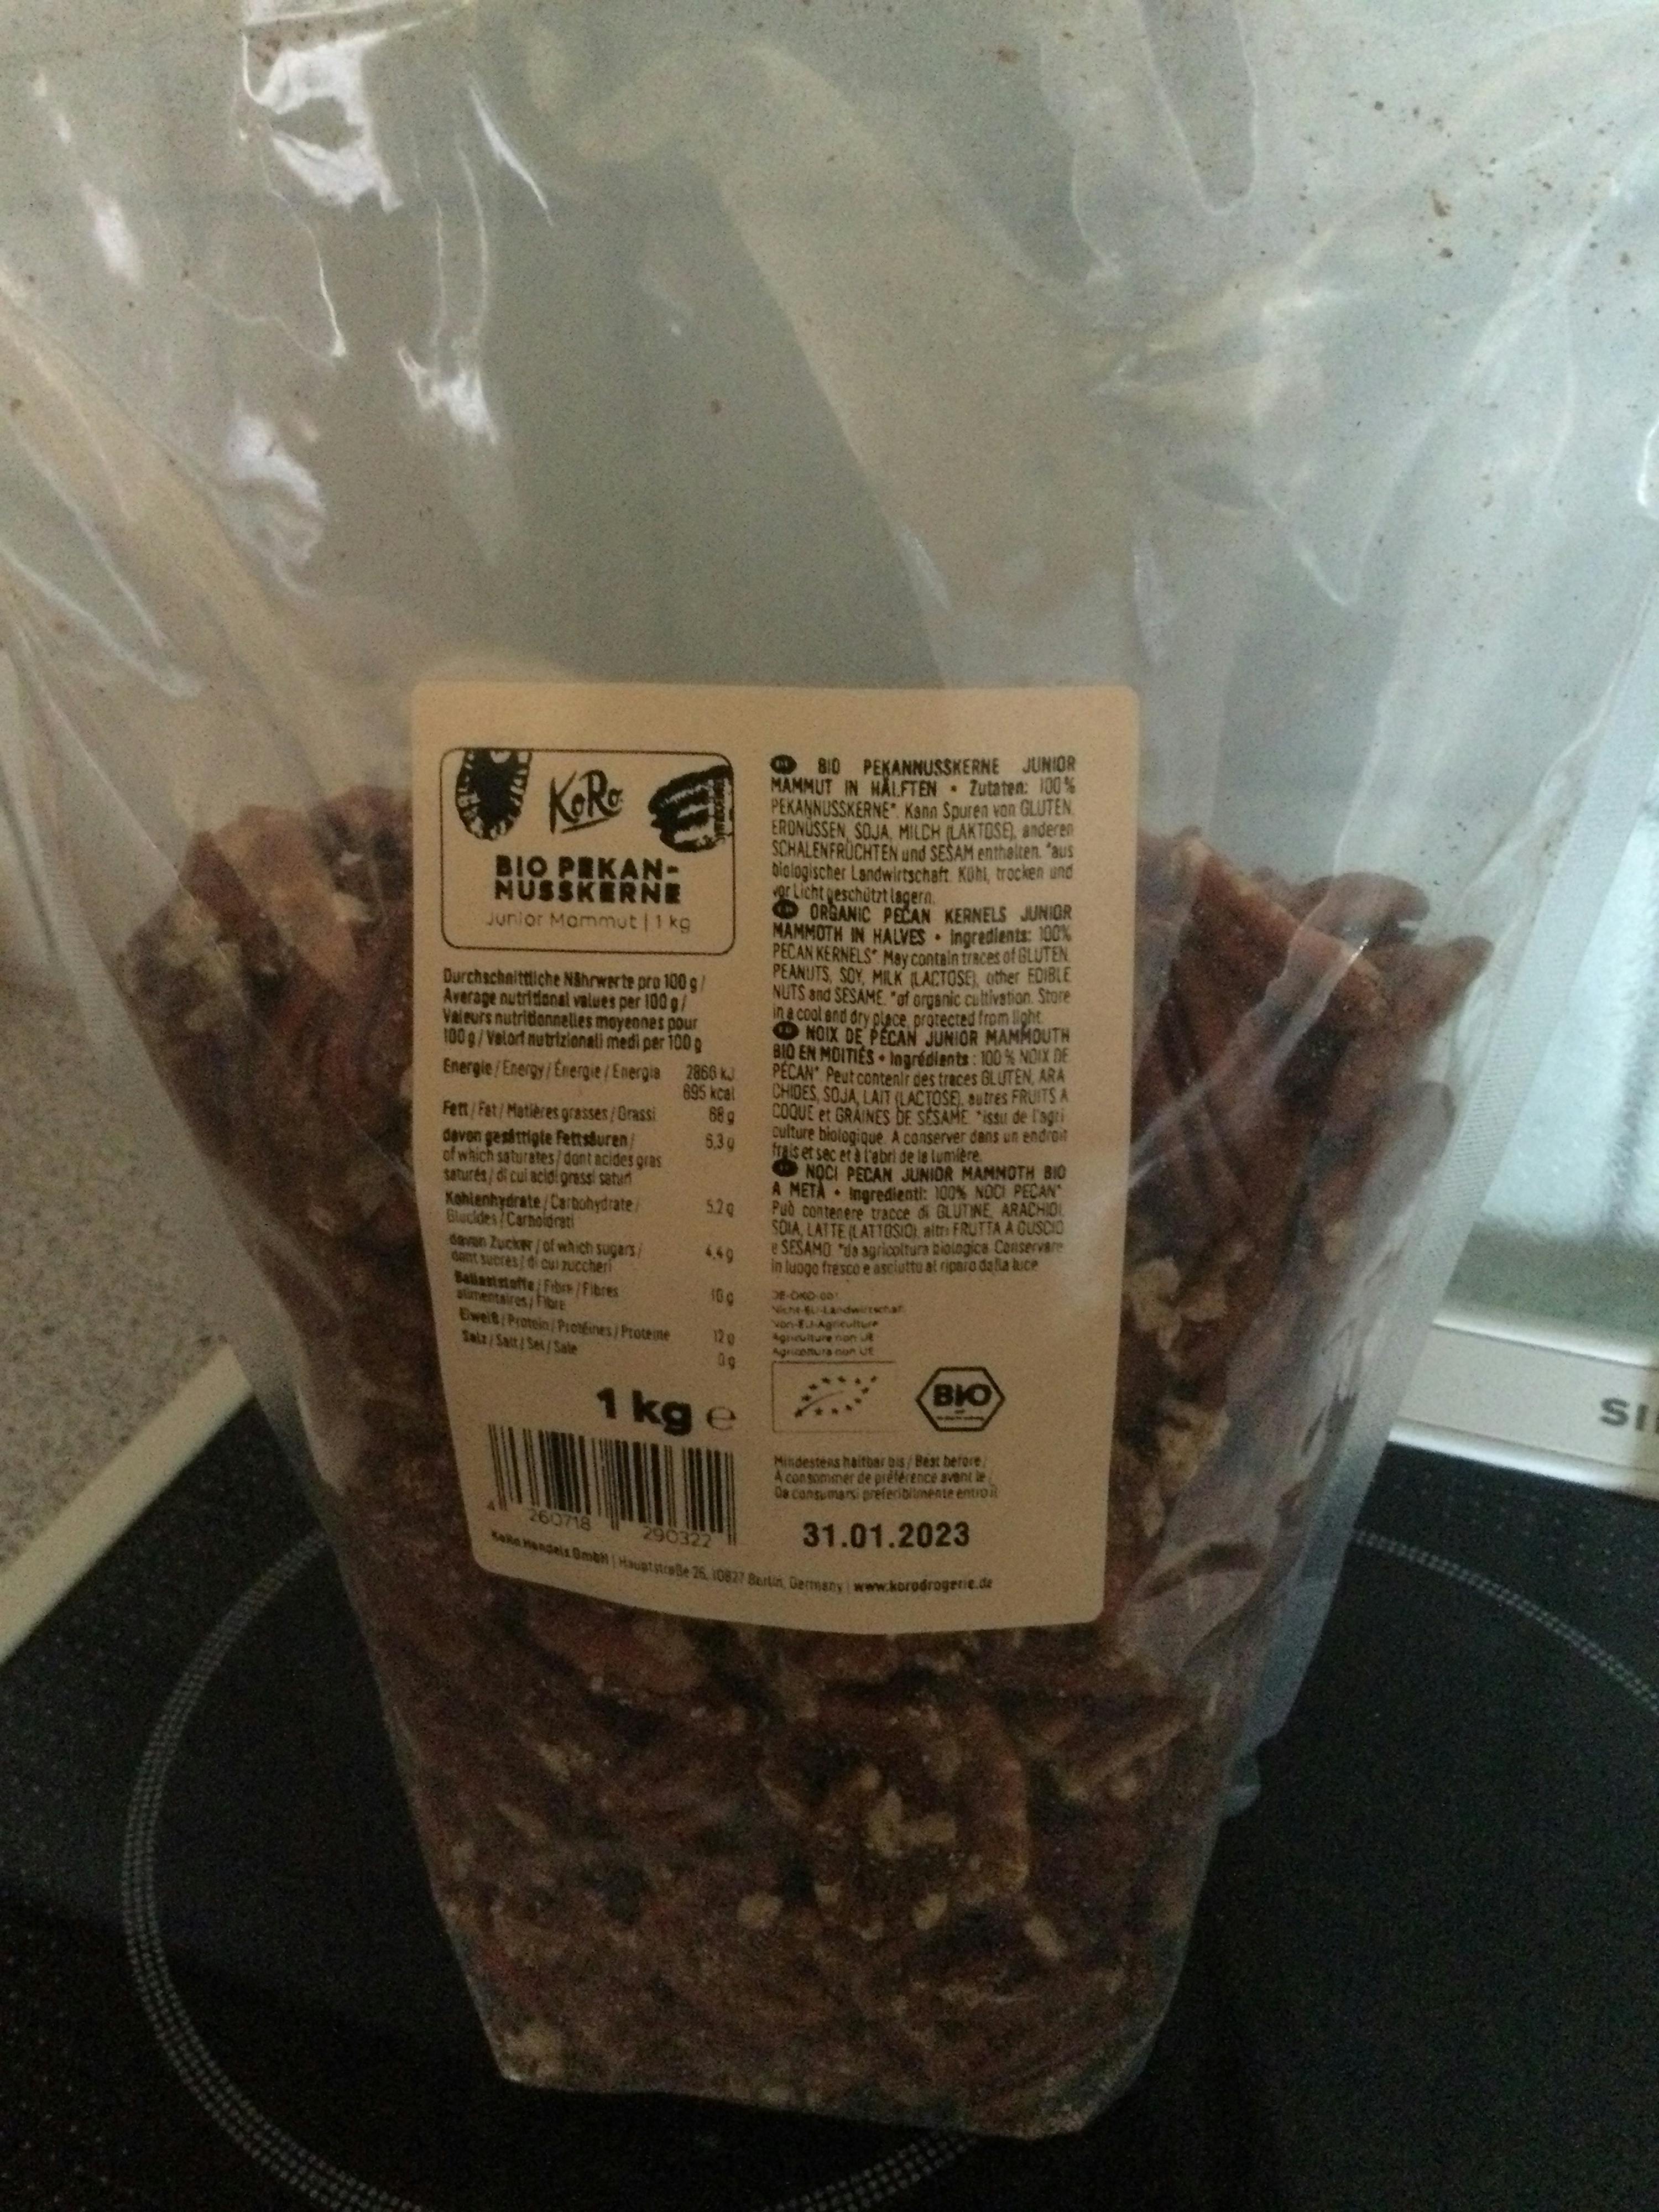 KoRo
BIO PEKAN-
NUSSKERNE
Junior Mammut | 1 kg
Durchschnittliche Nährwerte pro 100 g /
Average nutritional values per 100 g /
Valeurs nutritionnelles moyennes pour
100 g / Valori nutrizionali medi per 100 g
Energie / Energy / Énergie / Energia 2866 kJ
695 kcal
Fett / Fat / Matières grasses / Grassi 68 g
davon gesättigte Fettsäuren / 6,3 g
of which saturates / dont acides gras
saturés / di cui acidi grassi saturi
Kohlenhydrate / Carbohydrate / 5,2 g
Glucides / Carboidrati
davon Zucker / of which sugars / 4,4 g
dont sucres / di cui zuccheri
Ballaststoffe / Fibre / Fibres 10 g
alimentaires / Fibre
Eiweiß / Protein / Protéines / Proteine 12 g
Salz / Salt / Sel / Sale 0 g
1 kg e
4 260718 290322
KoRo Handels GmbH | Hauptstraße 26, 10827 Berlin, Germany | www.korodrogerie.de
BIO PEKANNUSSKERNE JUNIOR
MAMMUT IN HÄLFTEN • Zutaten: 100 %
PEKANNUSSKERNE*. Kann Spuren von GLUTEN,
ERDNÜSSEN, SOJA, MILCH (LAKTOSE), anderen
SCHALENFRÜCHTEN und SESAM enthalten. *aus
biologischer Landwirtschaft. Kühl, trocken und
vor Licht geschützt lagern.
ORGANIC PECAN KERNELS JUNIOR
MAMMOTH IN HALVES • Ingredients: 100%
PECAN KERNELS* May contain traces of GLUTEN,
PEANUTS, SOY, MILK (LACTOSE), other EDIBLE
NUTS and SESAME. *of organic cultivation. Store
in a cool and dry place, protected from light.
NOIX DE PÉCAN JUNIOR MAMMOUTH
BIO EN MOITIÉS • Ingrédients : 100 % NOIX DE
PÉCAN* Peut contenir des traces GLUTEN, ARA
CHIDES, SOJA, LAIT (LACTOSE), autres FRUITS A
COQUE et GRAINES DE SÉSAME. *issu de l'agri
culture biologique. A conserver dans un endroit
frais et sec et à l'abri de la lumière.
NOCI PECAN JUNIOR MAMMOTH BIO
A METÀ • Ingredienti: 100% NOCI PECAN*
Può contenere tracce di GLUTINE, ARACHIDI,
SOIA, LATTE (LATTOSIO), altri FRUTTA A GUSCIO
e SESAMO. *da agricoltura biologica. Conservare
in luogo fresco e asciutto al riparo dalla luce
DE-ÖKO-001
Nicht-EU-Landwirtschaft
Non-EU-Agriculture
Agriculture non UE
Agricoltura non UE
BIO
Mindestens haltbar bis / Best before /
À consommer de préférence avant le /
Da consumarsi preferibilmente entro il
31.01.2023